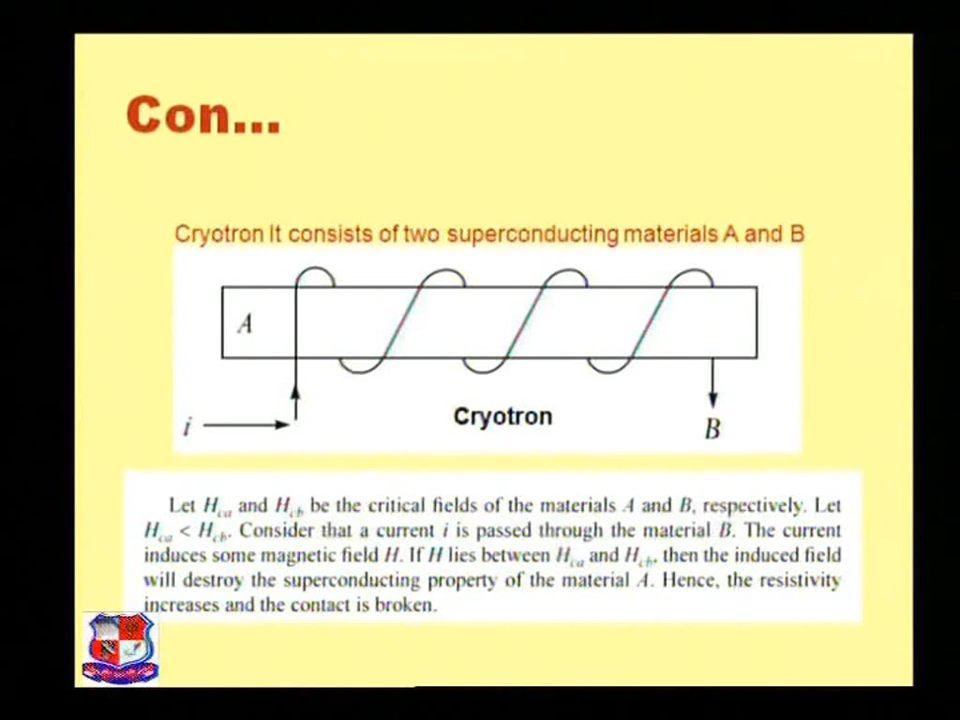 Con...
Cryotron It consists of two superconducting materials A and B
A
i
Cryotron
B
Let Hca and Hcb be the critical fields of the materials A and B, respectively. Let
Hca < Hcb. Consider that a current i is passed through the material B. The current
induces some magnetic field H. If H lies between Hca and Hcb, then the induced field
will destroy the superconducting property of the material A. Hence, the resistivity
increases and the contact is broken.